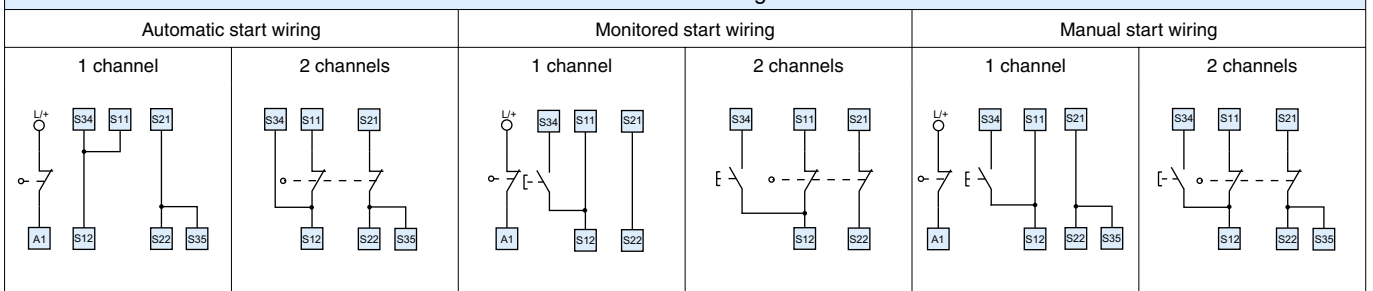 Automatic start wiring Monitored start wiring Manual start wiring
1 channel 2 channels 1 channel 2 channels 1 channel 2 channels
L/+ S34 S11 S21 S34 S11 S21 L/+ S34 S11 S21 S34 S11 S21 L/+ S34 S11 S21 S34 S11 S21
A1 S12 S22 S35 S12 S22 S35 A1 S12 S22 S12 S22 A1 S12 S22 S35 S12 S22 S35